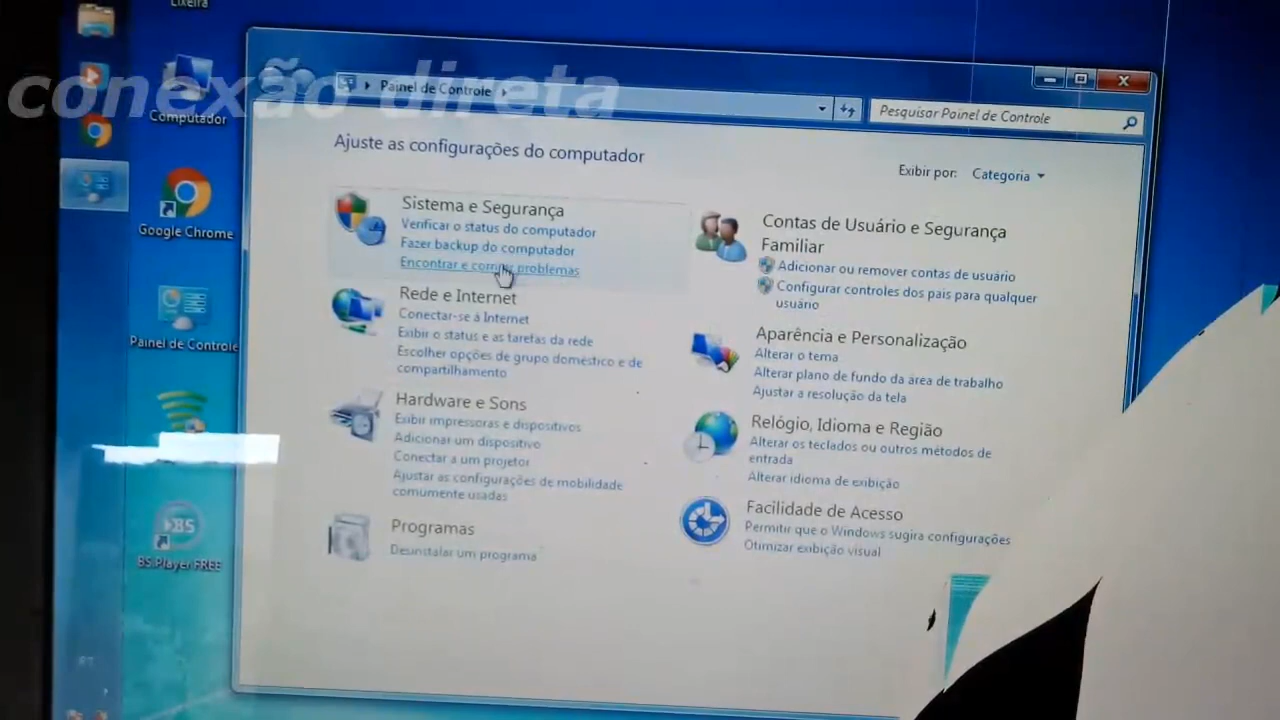 Lixeira
conexão direta
Painel de Controle
Pesquisar Painel de Controle
Computador
Ajuste as configurações do computador
Exibir por: Categoria
Google Chrome
Painel de Controle
BS.Player FREE
Sistema e Segurança
Verificar o status do computador
Fazer backup do computador
Encontrar e corrigir problemas
Rede e Internet
Conectar-se à Internet
Exibir o status e as tarefas da rede
Escolher opções de grupo doméstico e de
compartilhamento
Hardware e Sons
Exibir impressoras e dispositivos
Adicionar um dispositivo
Conectar a um projetor
Ajustar as configurações de mobilidade
comumente usadas
Programas
Desinstalar um programa
Contas de Usuário e Segurança
Familiar
Adicionar ou remover contas de usuário
Configurar controles dos pais para qualquer
usuário
Aparência e Personalização
Alterar o tema
Alterar plano de fundo da área de trabalho
Ajustar a resolução da tela
Relógio, Idioma e Região
Alterar os teclados ou outros métodos de
entrada
Alterar idioma de exibição
Facilidade de Acesso
Permitir que o Windows sugira configurações
Otimizar exibição visual